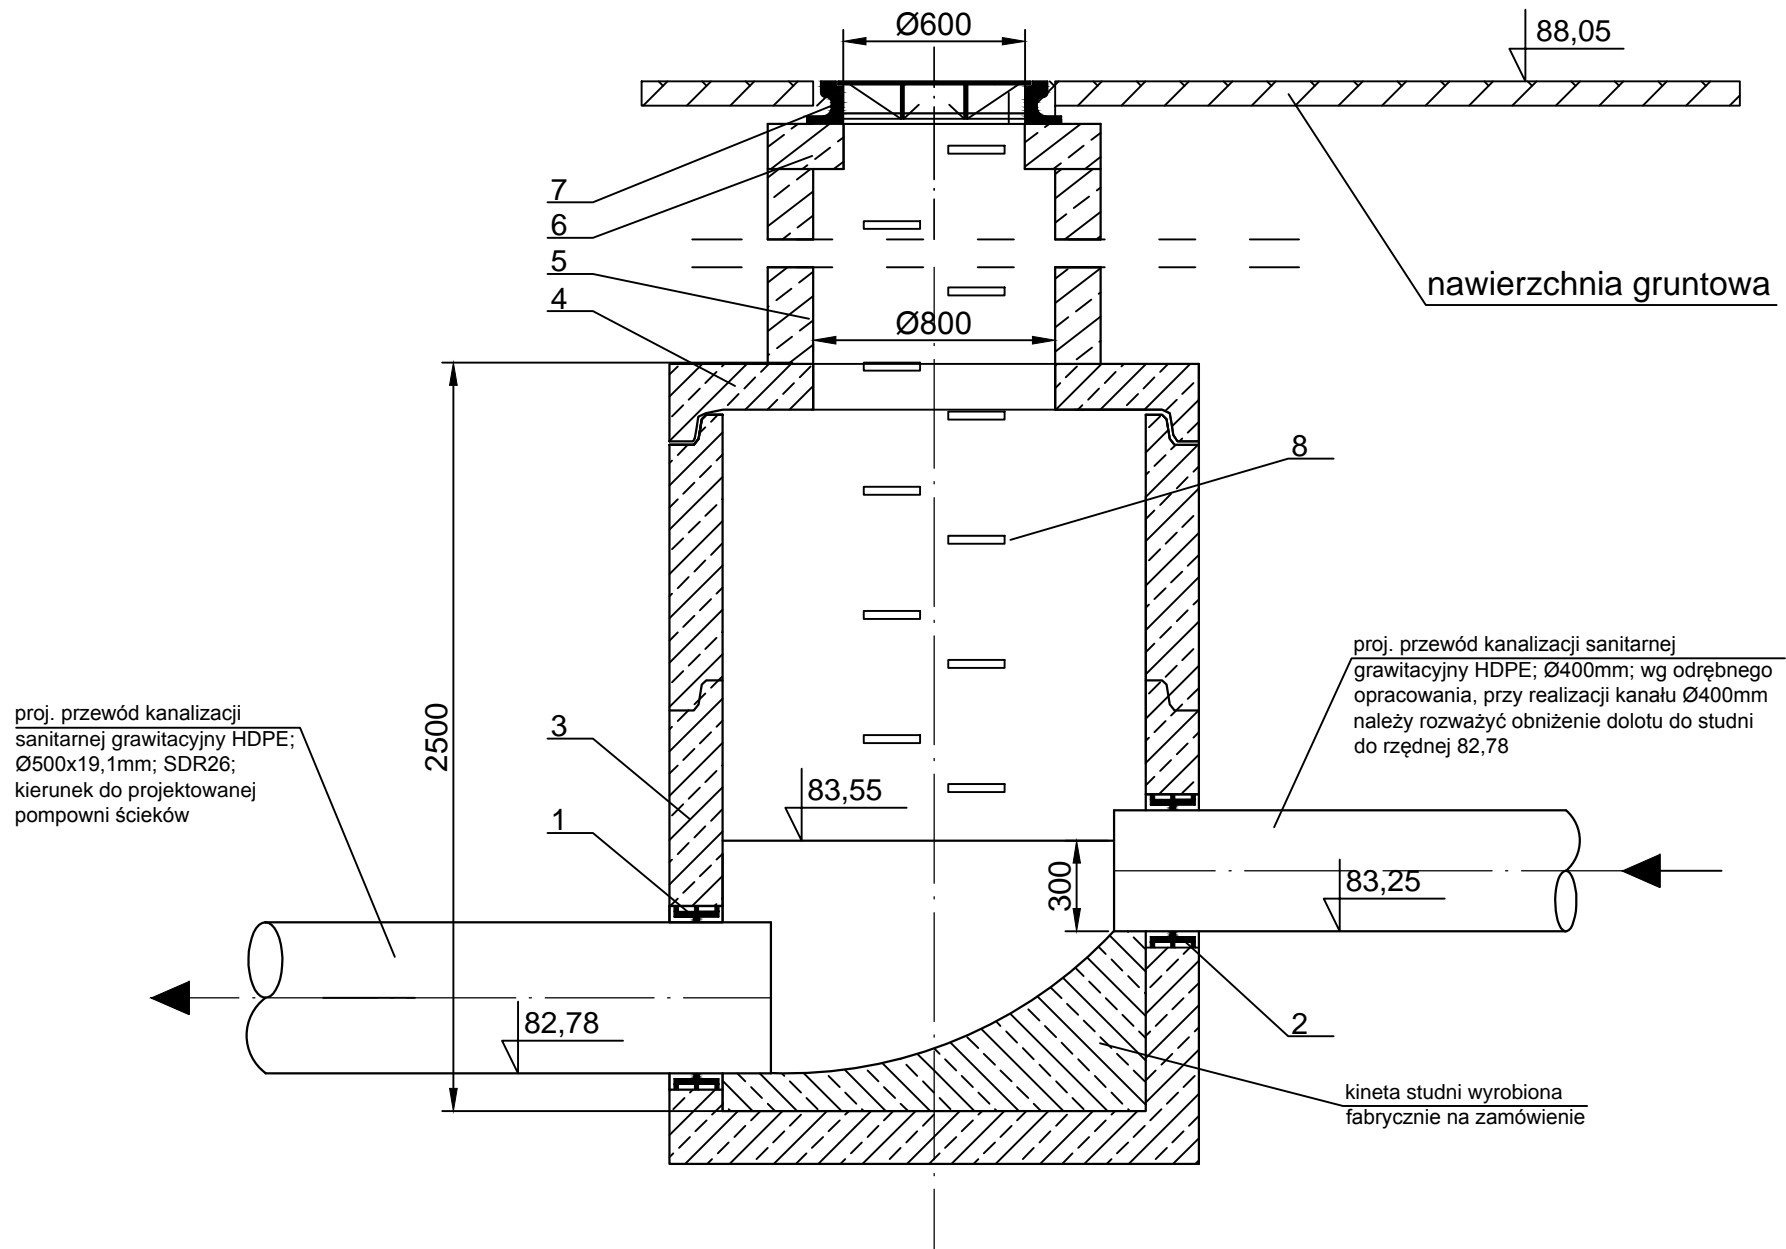 Ø600
88,05
7
6
5
4
nawierzchnia gruntowa
Ø800
8
2500
proj. przewód kanalizacji sanitarnej
grawitacyjny HDPE; Ø400mm; wg odrębnego
opracowania, przy realizacji kanału Ø400mm
należy rozważyć obniżenie dolotu do studni
do rzędnej 82,78
proj. przewód kanalizacji
sanitarnej grawitacyjny HDPE;
Ø500x19,1mm; SDR26;
kierunek do projektowanej
pompowni ścieków
3
83,55
1
300
83,25
82,78
2
kineta studni wyrobiona
fabrycznie na zamówienie